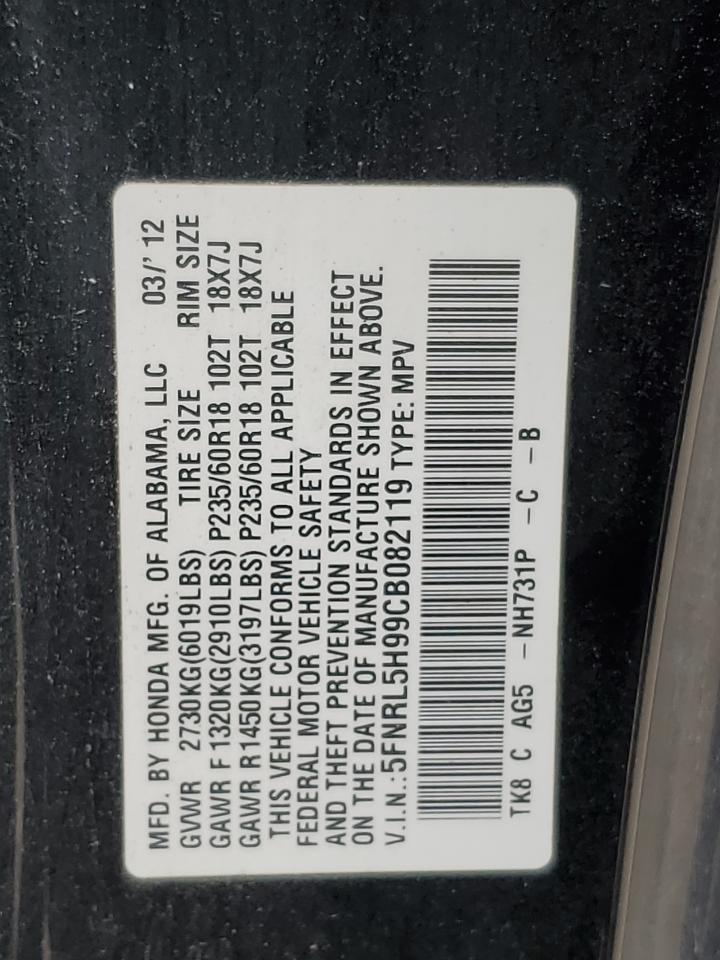 MFD. BY HONDA MFG. OF ALABAMA, LLC 03/' 12
GVWR 2730KG(6019LBS) TIRE SIZE RIM SIZE
GAWR F 1320KG(2910LBS) P235/60R18 102T 18X7J
GAWR R1450KG(3197LBS) P235/60R18 102T 18X7J
THIS VEHICLE CONFORMS TO ALL APPLICABLE
FEDERAL MOTOR VEHICLE SAFETY
AND THEFT PREVENTION STANDARDS IN EFFECT
ON THE DATE OF MANUFACTURE SHOWN ABOVE.
V.I.N.:5FNRL5H99CB082119 TYPE: MPV
TK8 C AG5 -NH731P -C -B